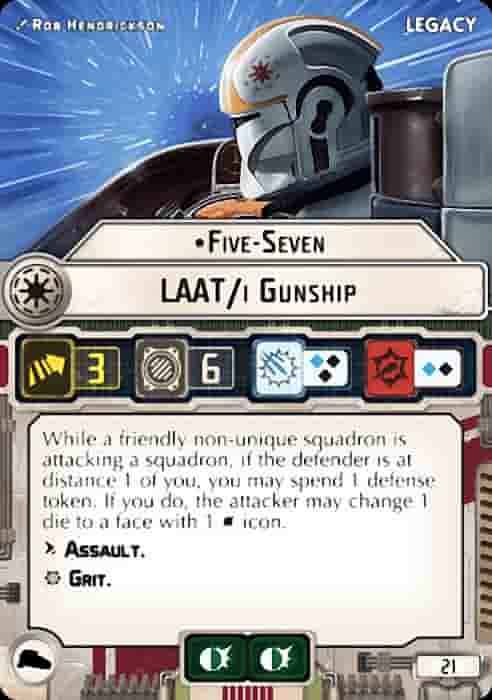 Rob Hendrickson
LEGACY
•Five-Seven
LAAT/i Gunship
3
6
While a friendly non-unique squadron is
attacking a squadron, if the defender is at
distance 1 of you, you may spend 1 defense
token. If you do, the attacker may change 1
die to a face with 1 icon.
Assault.
Grit.
21